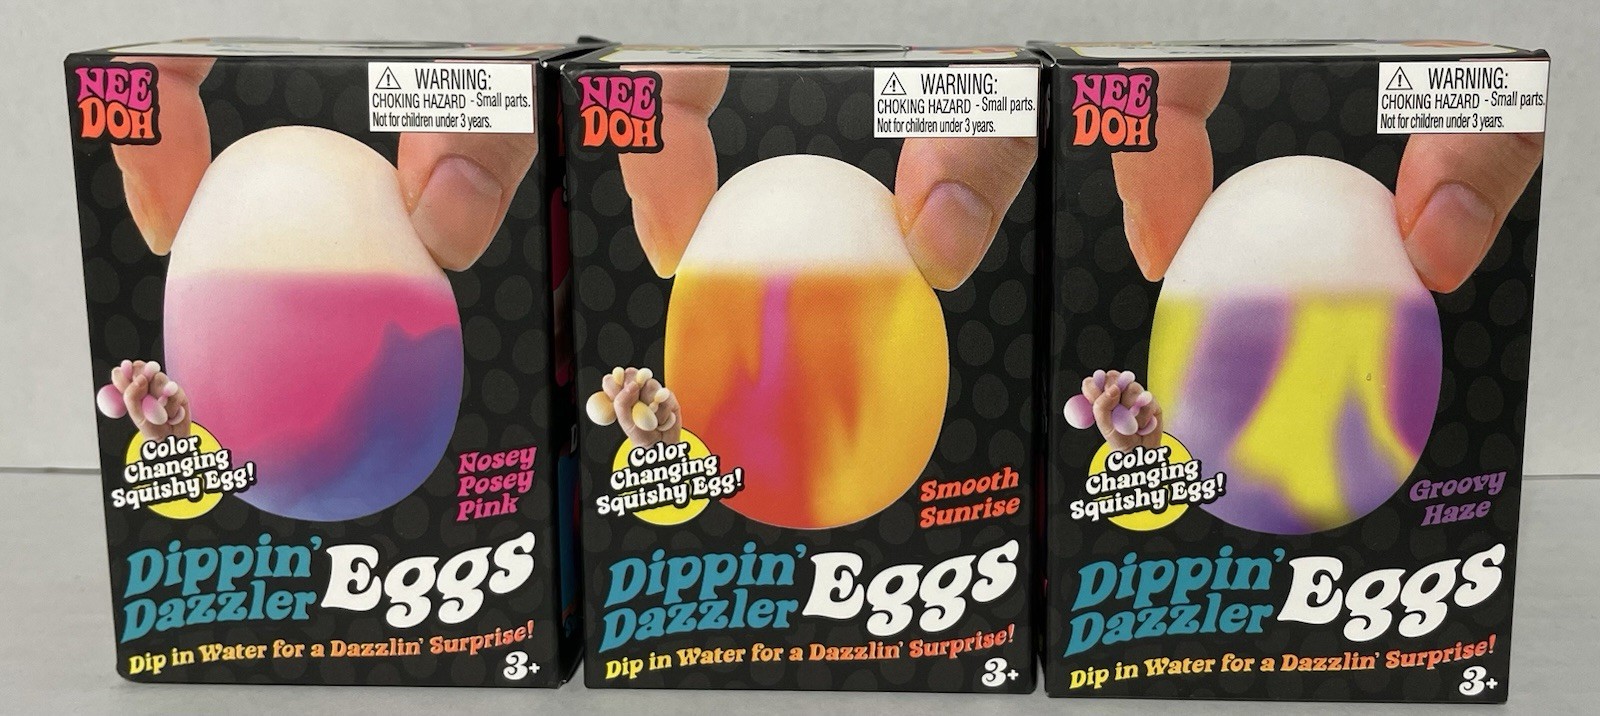 NEE
DOH
WARNING:
CHOKING HAZARD - Small parts.
Not for children under 3 years.
Color
Changing
Squishy Egg!
Nosey
Posey
Pink
Dippin'
Dazzler
Eggs
Dip in Water for a Dazzlin' Surprise!
3+
NEE
DOH
WARNING:
CHOKING HAZARD - Small parts.
Not for children under 3 years.
Color
Changing
Squishy Egg!
Smooth
Sunrise
Dippin'
Dazzler
Eggs
Dip in Water for a Dazzlin' Surprise!
3+
NEE
DOH
WARNING:
CHOKING HAZARD - Small parts.
Not for children under 3 years.
Color
Changing
Squishy Egg!
Groovy
Haze
Dippin'
Dazzler
Eggs
Dip in Water for a Dazzlin' Surprise!
3+